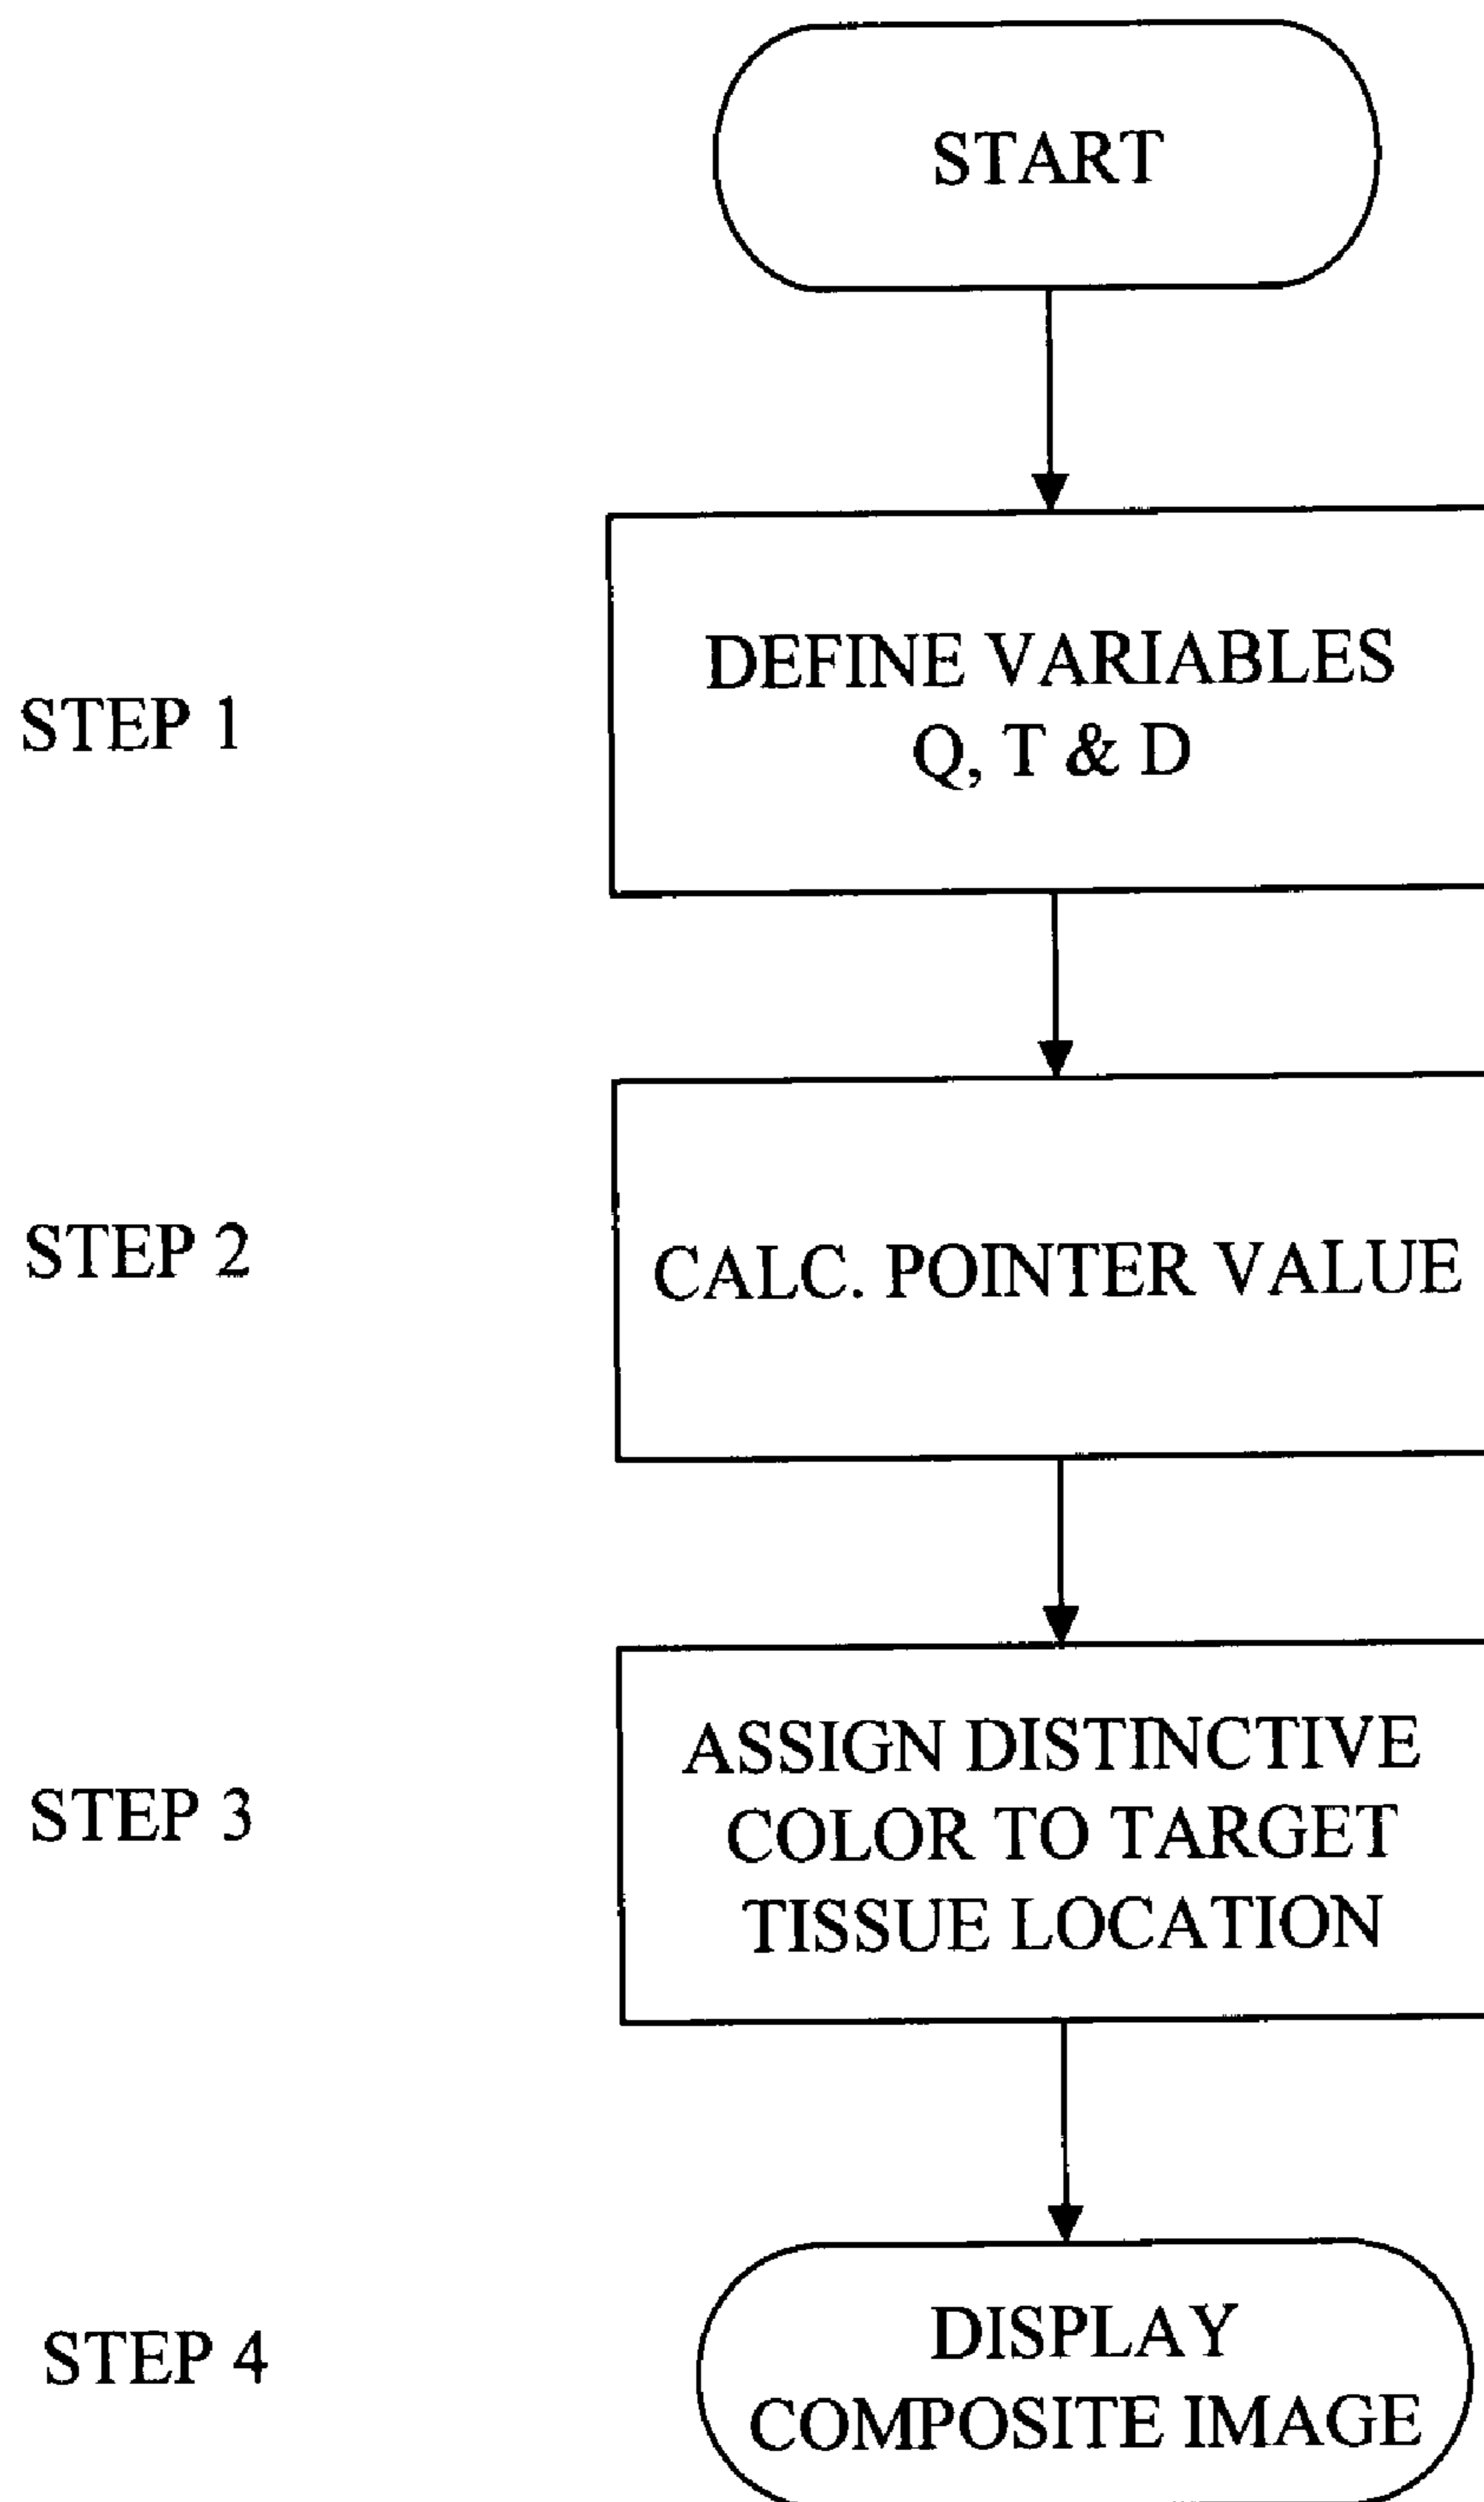 START
STEP 1
DEFINE VARIABLES
Q, T & D
STEP 2
CALC. POINTER VALUE
STEP 3
ASSIGN DISTINCTIVE
COLOR TO TARGET
TISSUE LOCATION
STEP 4
DISPLAY
COMPOSITE IMAGE